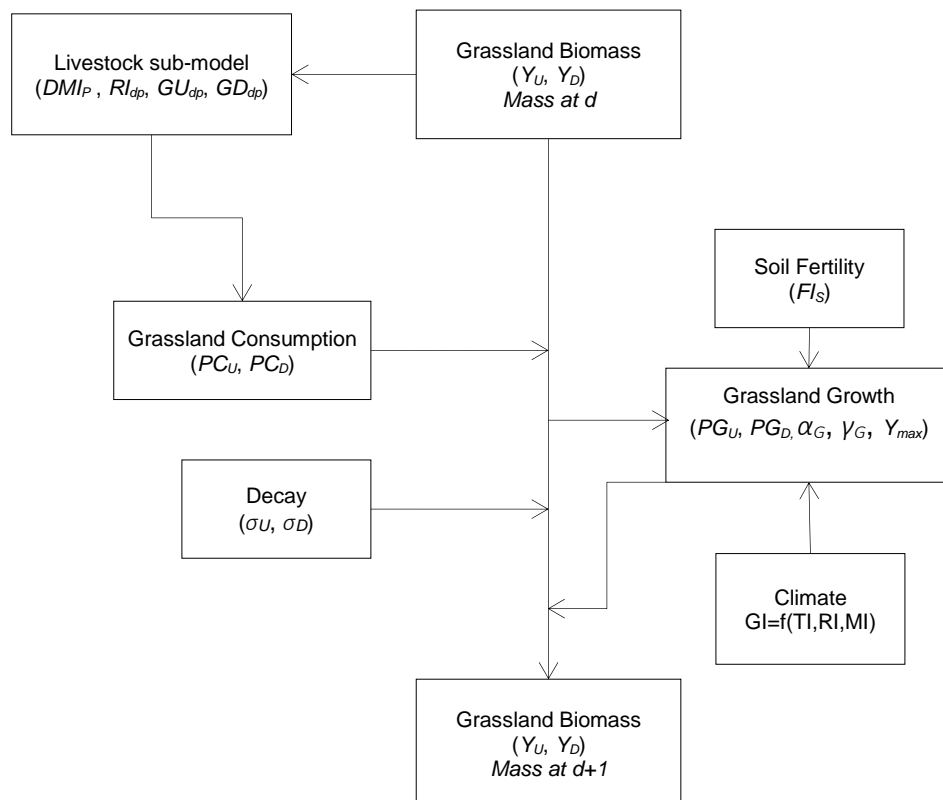 Livestock sub-model
(DMIP , RIdp, GUdp, GDdp)
Grassland Biomass
(YU, YD)
Mass at d
Soil Fertility
(FIS)
Grassland Consumption
(PCU, PCD)
Grassland Growth
(PGU, PGD, αG, γG, Ymax)
Decay
(σU, σD)
Climate
GI=f(TI,RI,MI)
Grassland Biomass
(YU, YD)
Mass at d+1